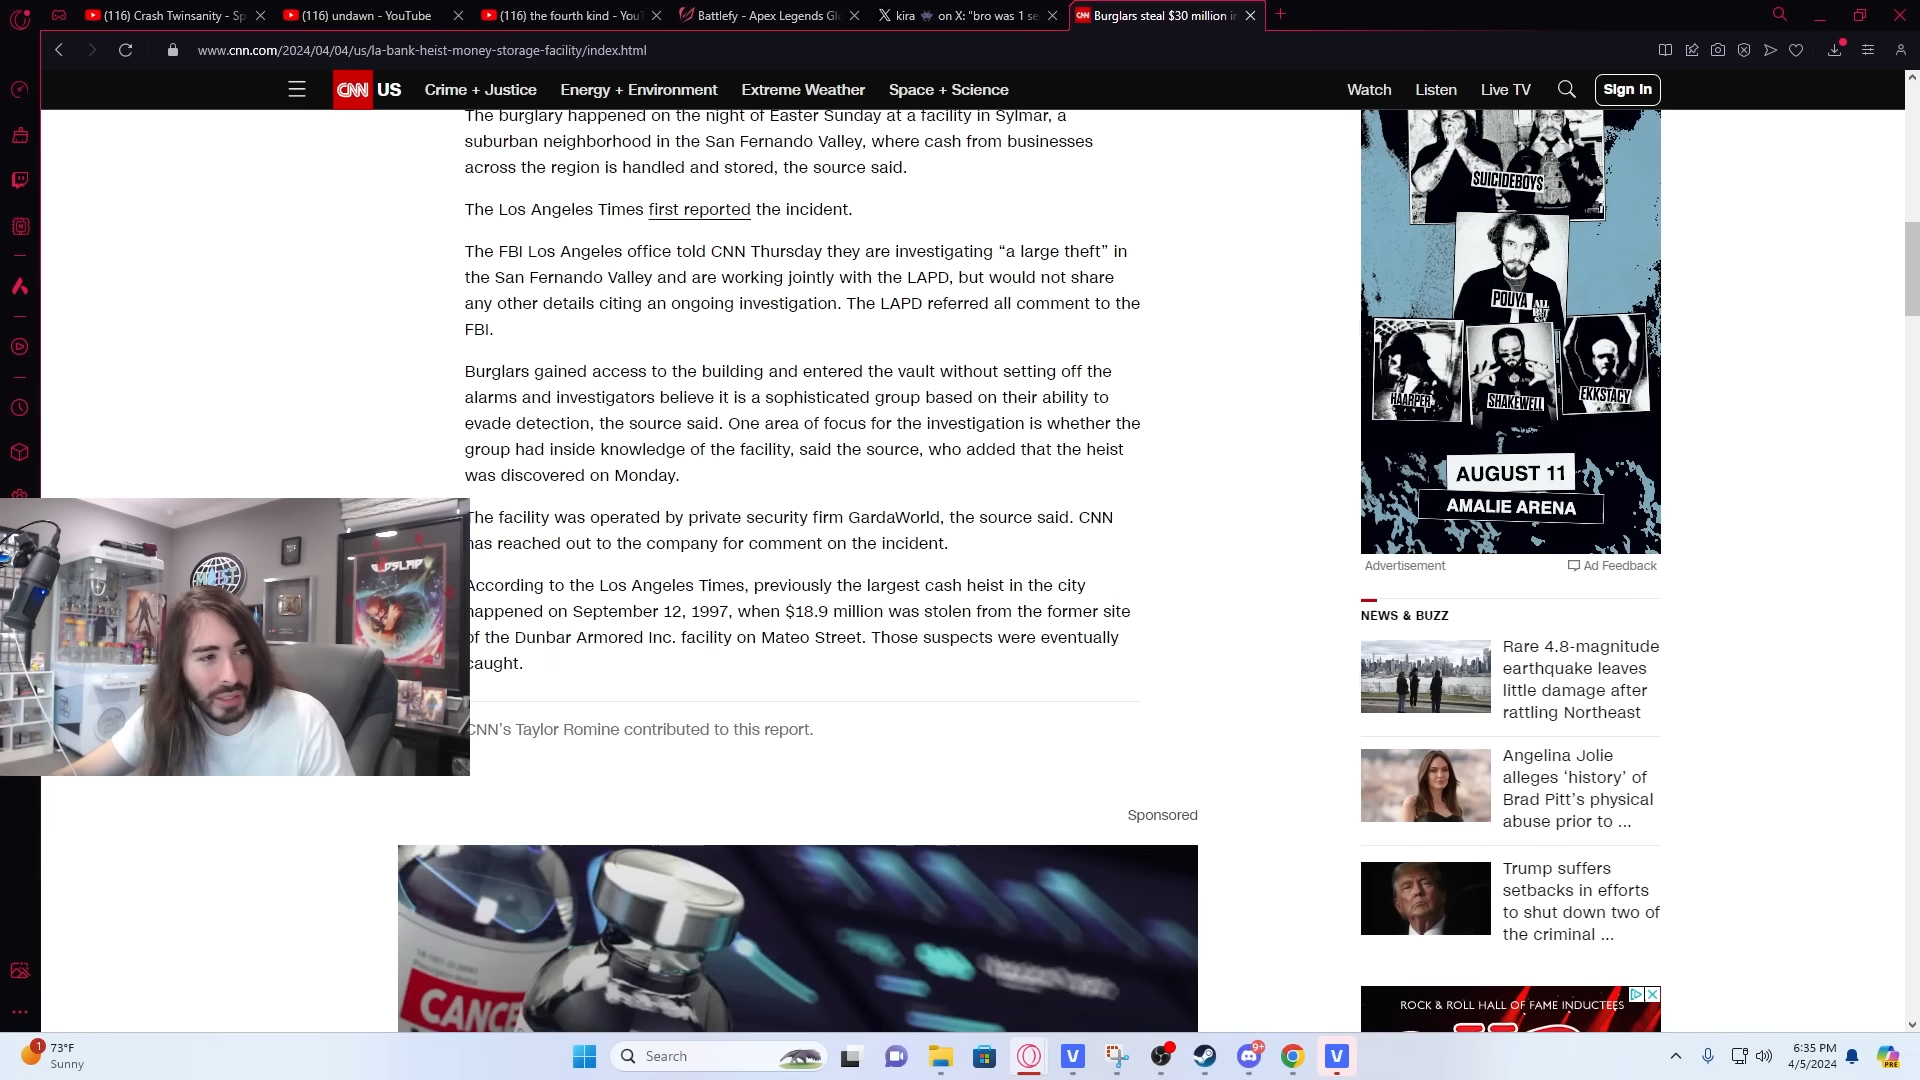 (116) Crash Twinsanity - Sp
(116) undawn - YouTube
(116) the fourth kind - You
Battlefy - Apex Legends Gl
kira 👾 on X: "bro was 1 se
Burglars steal $30 million i
www.cnn.com/2024/04/04/us/la-bank-heist-money-storage-facility/index.html
CNN US
Crime + Justice
Energy + Environment
Extreme Weather
Space + Science
Watch
Listen
Live TV
Sign In
The burglary happened on the night of Easter Sunday at a facility in Sylmar, a
suburban neighborhood in the San Fernando Valley, where cash from businesses
across the region is handled and stored, the source said.
The Los Angeles Times first reported the incident.
The FBI Los Angeles office told CNN Thursday they are investigating “a large theft” in
the San Fernando Valley and are working jointly with the LAPD, but would not share
any other details citing an ongoing investigation. The LAPD referred all comment to the
FBI.
Burglars gained access to the building and entered the vault without setting off the
alarms and investigators believe it is a sophisticated group based on their ability to
evade detection, the source said. One area of focus for the investigation is whether the
group had inside knowledge of the facility, said the source, who added that the heist
was discovered on Monday.
The facility was operated by private security firm GardaWorld, the source said. CNN
has reached out to the company for comment on the incident.
According to the Los Angeles Times, previously the largest cash heist in the city
happened on September 12, 1997, when $18.9 million was stolen from the former site
of the Dunbar Armored Inc. facility on Mateo Street. Those suspects were eventually
caught.
CNN’s Taylor Romine contributed to this report.
Sponsored
CANCE
SUICIDEBOYS
POUYA
ALL
BUT
HAARPER
SHAKEWELL
EKKSTACY
AUGUST 11
AMALIE ARENA
Advertisement
Ad Feedback
NEWS & BUZZ
Rare 4.8-magnitude
earthquake leaves
little damage after
rattling Northeast
Angelina Jolie
alleges ‘history’ of
Brad Pitt’s physical
abuse prior to ...
Trump suffers
setbacks in efforts
to shut down two of
the criminal ...
ROCK & ROLL HALL OF FAME INDUCTEES
MOIST
1
73°F
Sunny
Search
9+
6:35 PM
4/5/2024
PRE